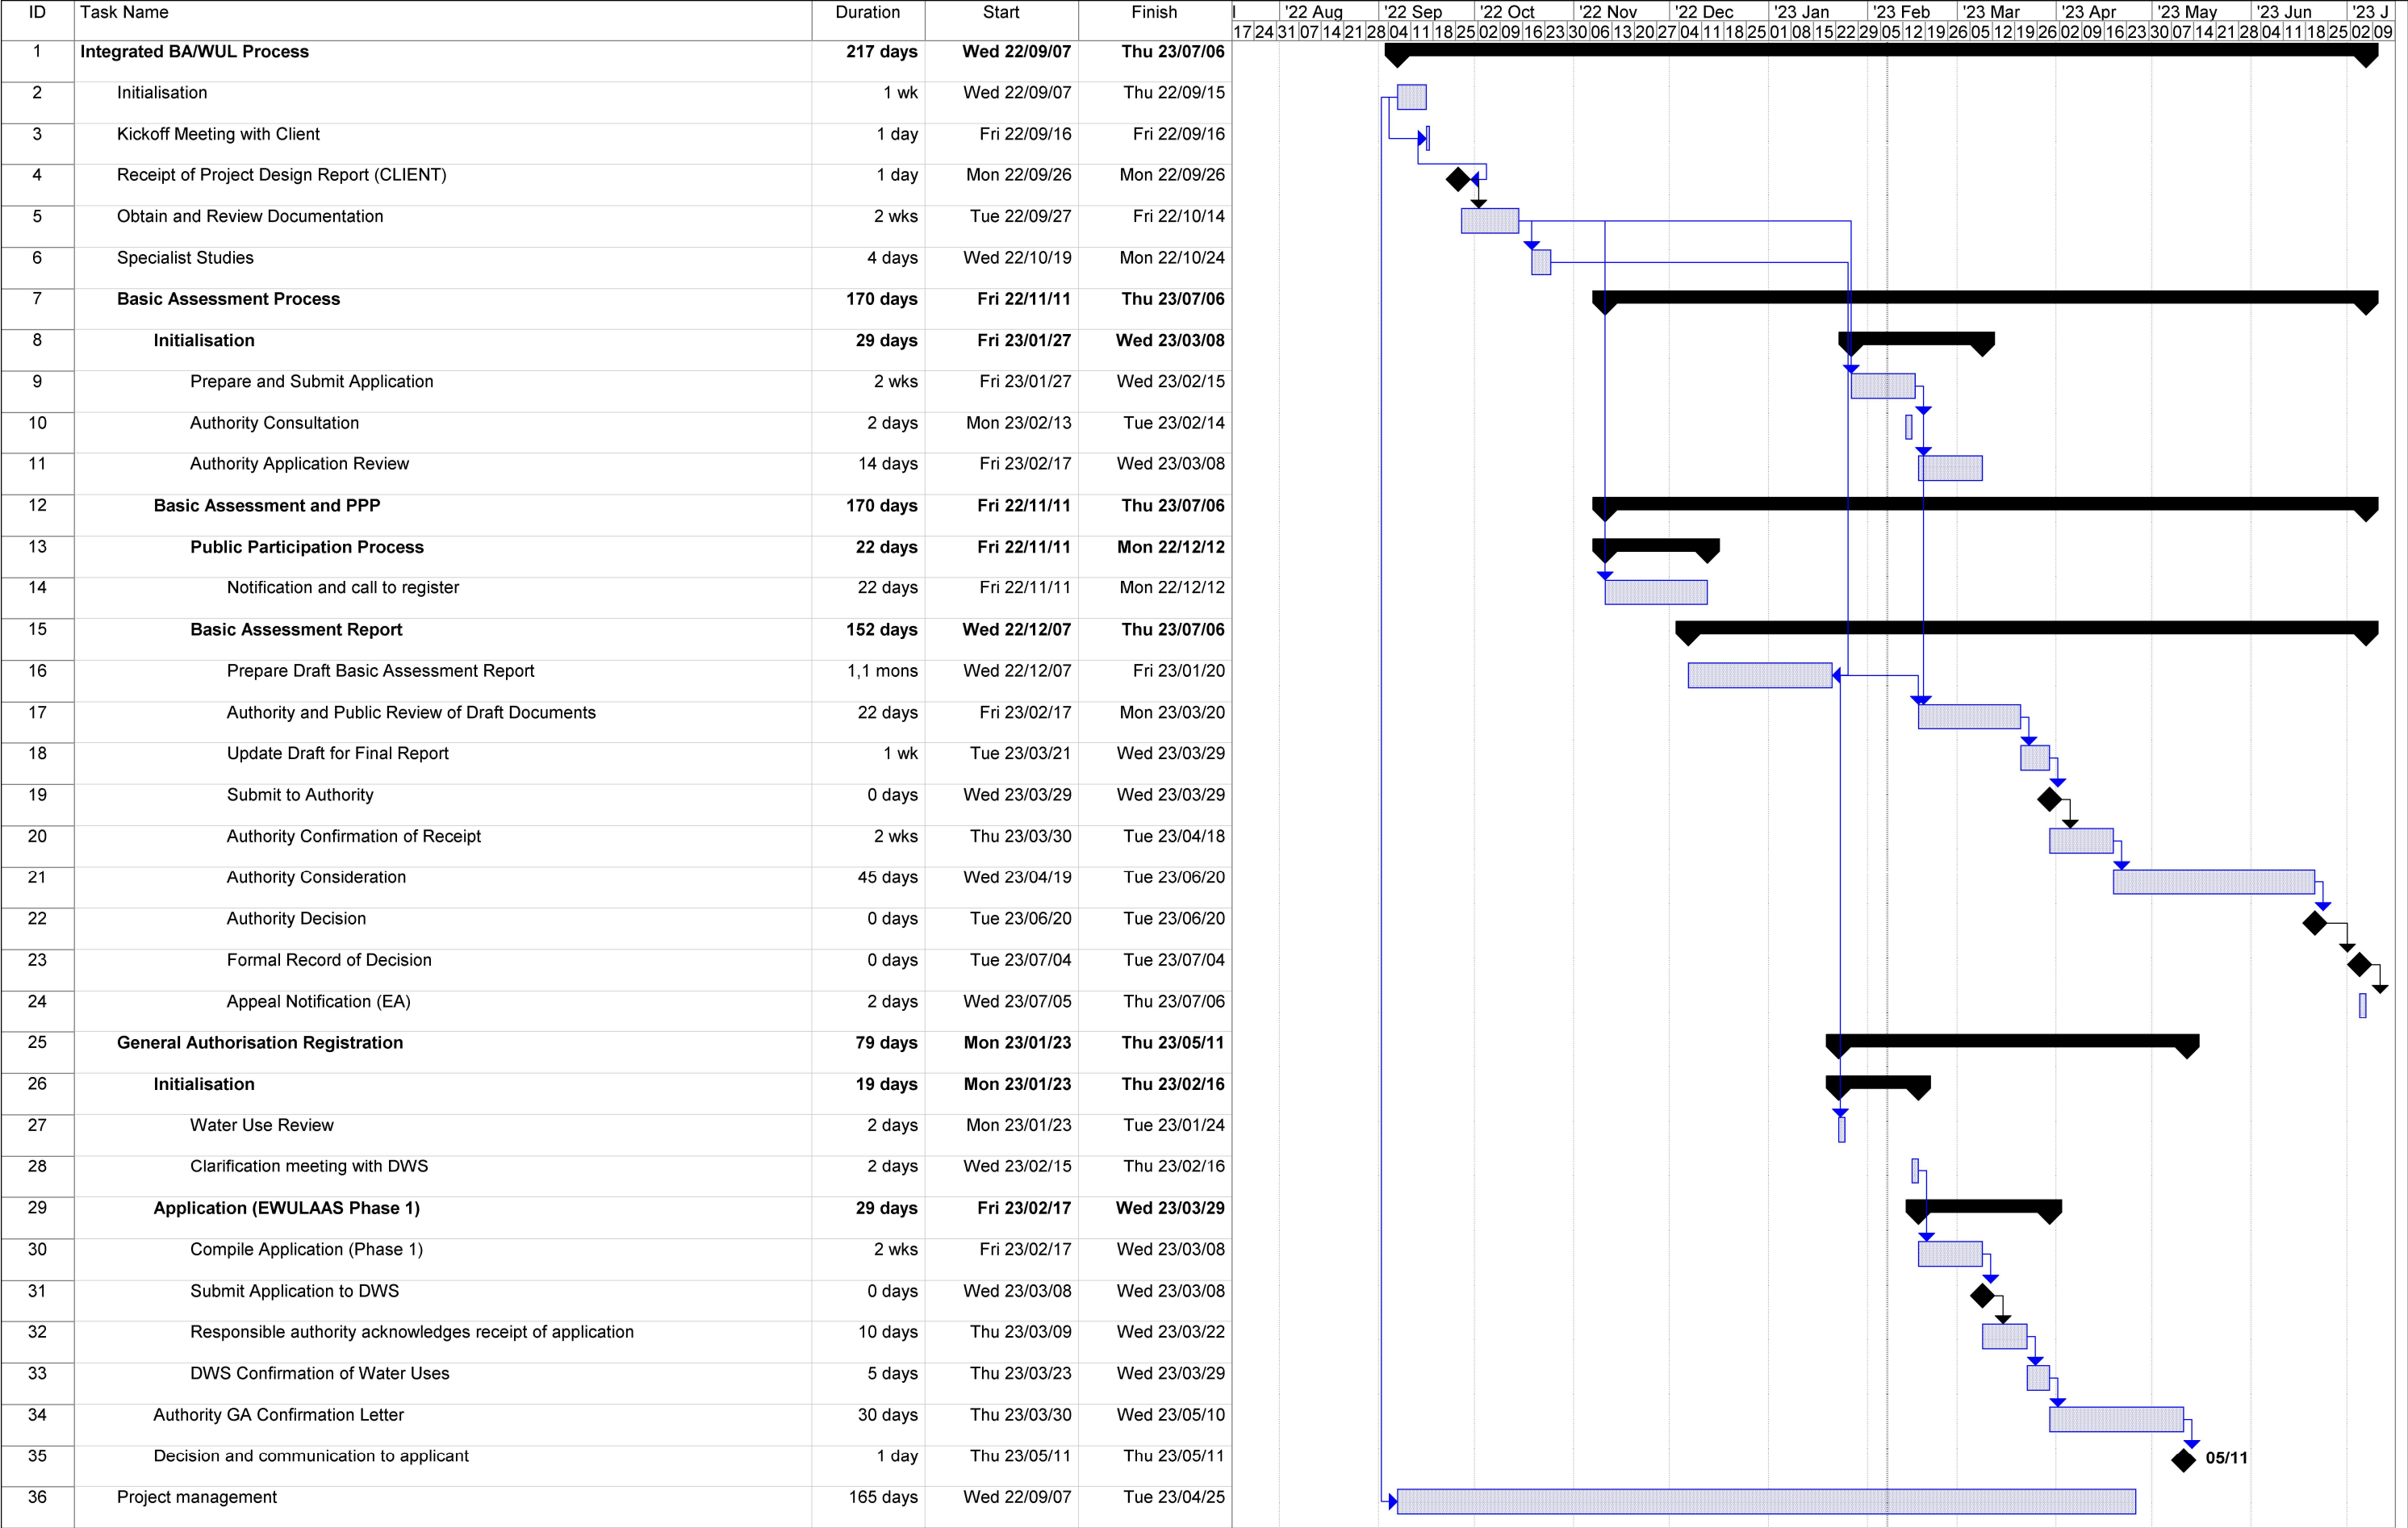 ID Task Name Duration Start Finish l '22 Aug '22 Sep '22 Oct '22 Nov '22 Dec '23 Jan '23 Feb '23 Mar '23 Apr '23 May '23 Jun '23 J
17 24 31 07 14 21 28 04 11 18 25 02 09 16 23 30 06 13 20 27 04 11 18 25 01 08 15 22 29 05 12 19 26 05 12 19 26 02 09 16 23 30 07 14 21 28 04 11 18 25 02 09
1 Integrated BA/WUL Process 217 days Wed 22/09/07 Thu 23/07/06
2 Initialisation 1 wk Wed 22/09/07 Thu 22/09/15
3 Kickoff Meeting with Client 1 day Fri 22/09/16 Fri 22/09/16
4 Receipt of Project Design Report (CLIENT) 1 day Mon 22/09/26 Mon 22/09/26
5 Obtain and Review Documentation 2 wks Tue 22/09/27 Fri 22/10/14
6 Specialist Studies 4 days Wed 22/10/19 Mon 22/10/24
7 Basic Assessment Process 170 days Fri 22/11/11 Thu 23/07/06
8 Initialisation 29 days Fri 23/01/27 Wed 23/03/08
9 Prepare and Submit Application 2 wks Fri 23/01/27 Wed 23/02/15
10 Authority Consultation 2 days Mon 23/02/13 Tue 23/02/14
11 Authority Application Review 14 days Fri 23/02/17 Wed 23/03/08
12 Basic Assessment and PPP 170 days Fri 22/11/11 Thu 23/07/06
13 Public Participation Process 22 days Fri 22/11/11 Mon 22/12/12
14 Notification and call to register 22 days Fri 22/11/11 Mon 22/12/12
15 Basic Assessment Report 152 days Wed 22/12/07 Thu 23/07/06
16 Prepare Draft Basic Assessment Report 1,1 mons Wed 22/12/07 Fri 23/01/20
17 Authority and Public Review of Draft Documents 22 days Fri 23/02/17 Mon 23/03/20
18 Update Draft for Final Report 1 wk Tue 23/03/21 Wed 23/03/29
19 Submit to Authority 0 days Wed 23/03/29 Wed 23/03/29
20 Authority Confirmation of Receipt 2 wks Thu 23/03/30 Tue 23/04/18
21 Authority Consideration 45 days Wed 23/04/19 Tue 23/06/20
22 Authority Decision 0 days Tue 23/06/20 Tue 23/06/20
23 Formal Record of Decision 0 days Tue 23/07/04 Tue 23/07/04
24 Appeal Notification (EA) 2 days Wed 23/07/05 Thu 23/07/06
25 General Authorisation Registration 79 days Mon 23/01/23 Thu 23/05/11
26 Initialisation 19 days Mon 23/01/23 Thu 23/02/16
27 Water Use Review 2 days Mon 23/01/23 Tue 23/01/24
28 Clarification meeting with DWS 2 days Wed 23/02/15 Thu 23/02/16
29 Application (EWULAAS Phase 1) 29 days Fri 23/02/17 Wed 23/03/29
30 Compile Application (Phase 1) 2 wks Fri 23/02/17 Wed 23/03/08
31 Submit Application to DWS 0 days Wed 23/03/08 Wed 23/03/08
32 Responsible authority acknowledges receipt of application 10 days Thu 23/03/09 Wed 23/03/22
33 DWS Confirmation of Water Uses 5 days Thu 23/03/23 Wed 23/03/29
34 Authority GA Confirmation Letter 30 days Thu 23/03/30 Wed 23/05/10
35 Decision and communication to applicant 1 day Thu 23/05/11 Thu 23/05/11 05/11
36 Project management 165 days Wed 22/09/07 Tue 23/04/25